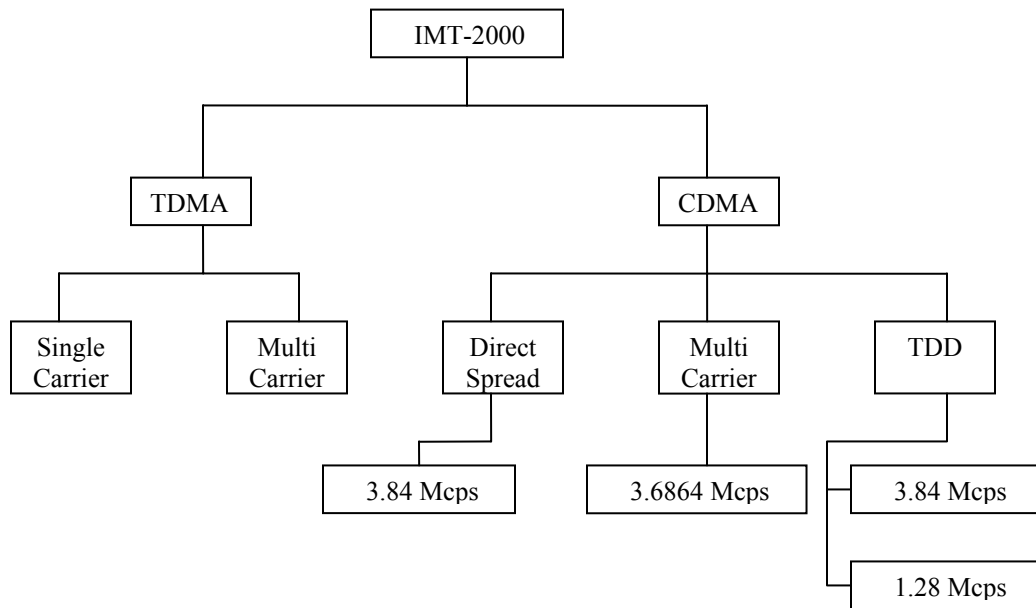 IMT-2000
TDMA
CDMA
Single
Carrier
Multi
Carrier
Direct
Spread
Multi
Carrier
TDD
3.84 Mcps
3.6864 Mcps
3.84 Mcps
1.28 Mcps